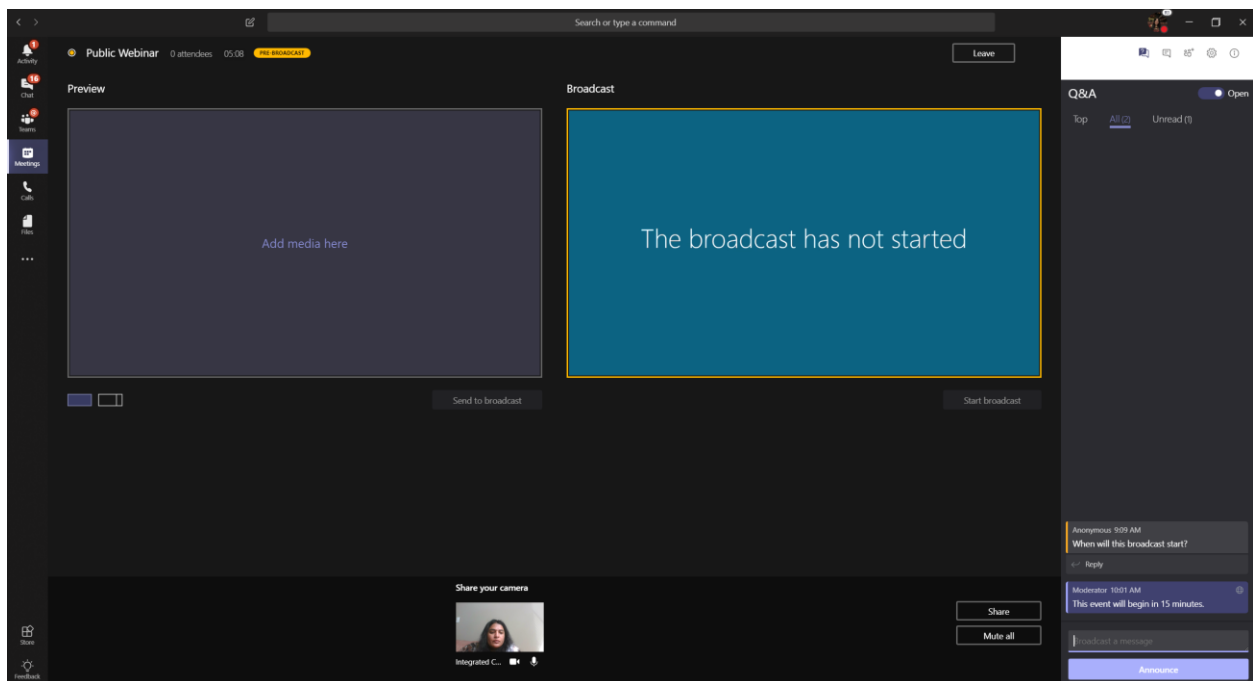 Search or type a command
Activity
1
Chat
16
Teams
Meetings
Calls
Files
Store
Feedback
Public Webinar 0 attendees 05:08 PRE-BROADCAST
Leave
Preview
Add media here
Send to broadcast
Broadcast
The broadcast has not started
Start broadcast
Share your camera
Integrated C...
Share
Mute all
Q&A
Open
Top All (2) Unread (1)
Anonymous 9:09 AM
When will this broadcast start?
Reply
Moderator 10:01 AM
This event will begin in 15 minutes.
Broadcast a message
Announce